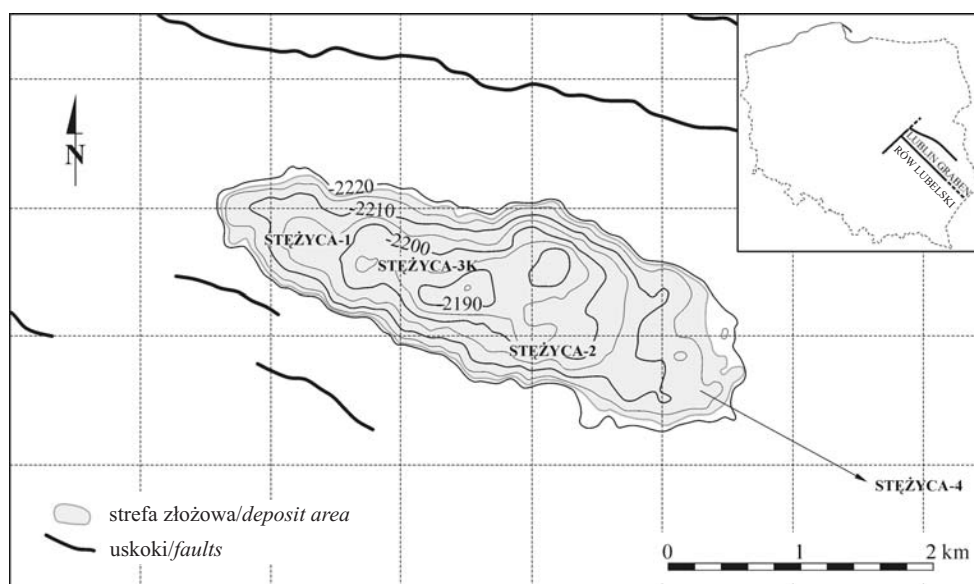 N
-2220
-2210
-2200
-2190
STĘŻYCA-1
STĘŻYCA-3K
STĘŻYCA-2
STĘŻYCA-4
LUBLIN GRABEN
RÓW LUBELSKI
strefa złożowa/deposit area
uskoki/faults
0 1 2 km